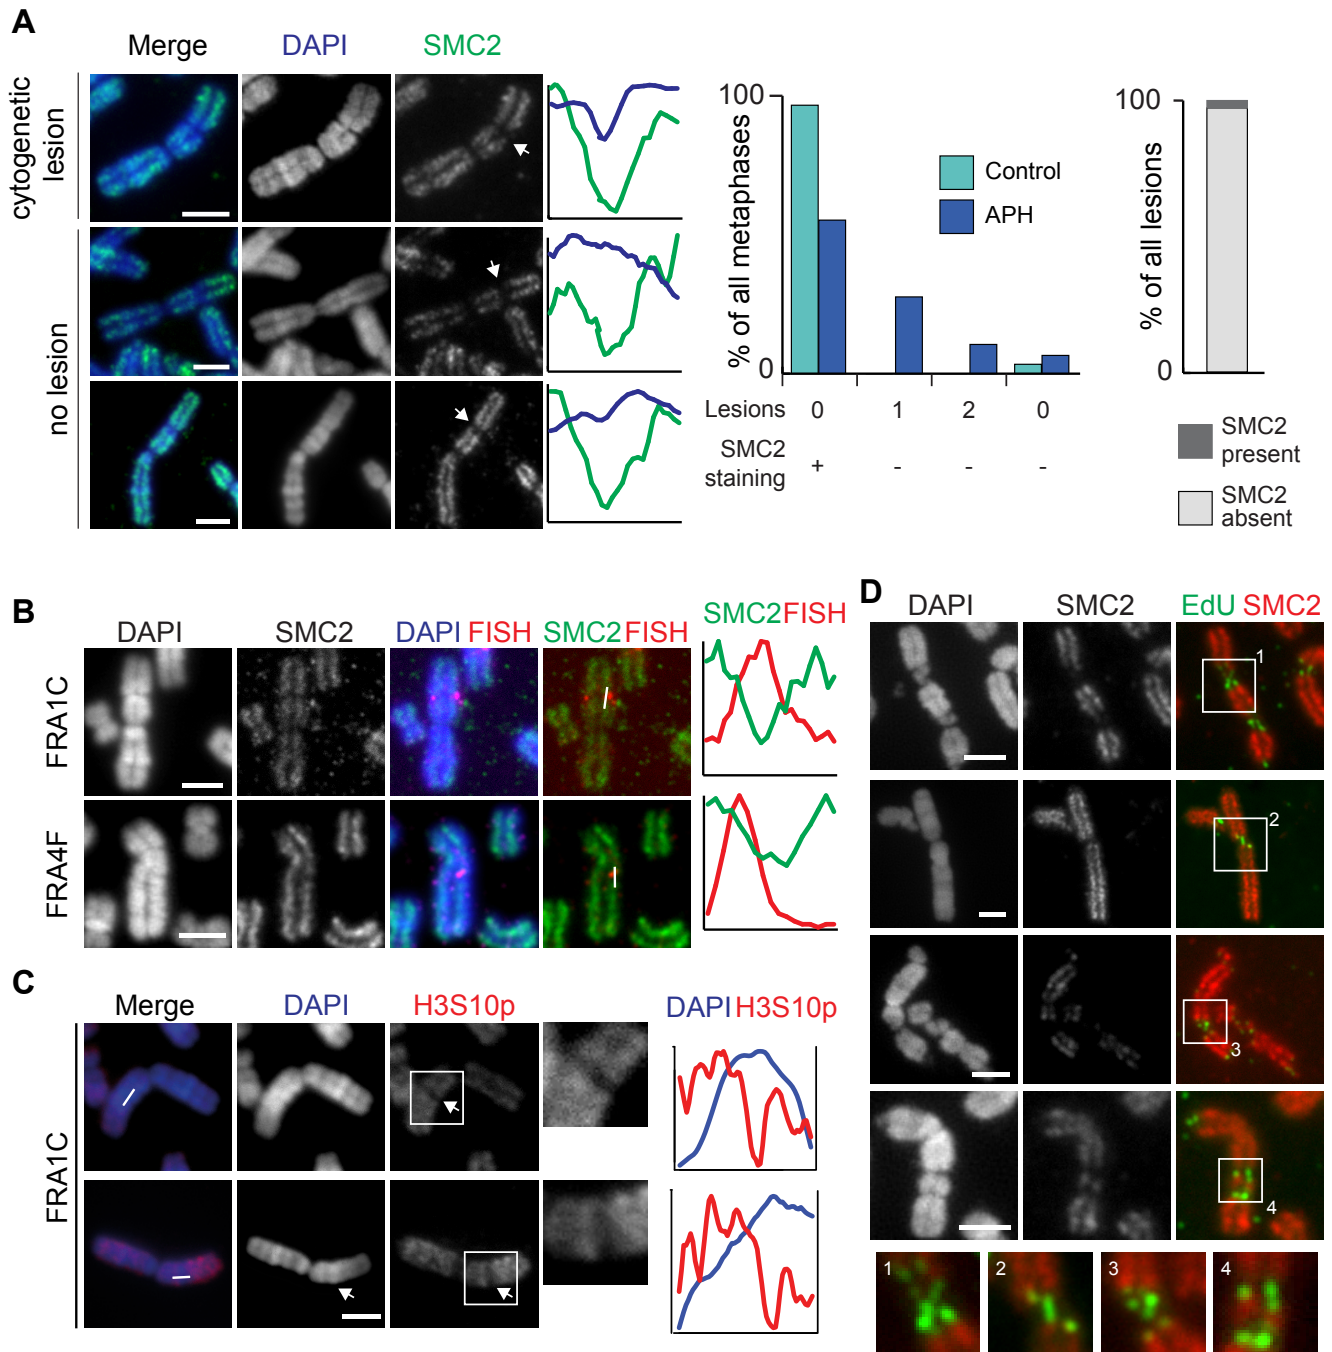 A
Merge DAPI SMC2
cytogenetic
lesion
no lesion
100
% of all metaphases
0
Control
APH
Lesions 0 1 2 0
SMC2
staining + - - -
100
% of all lesions
0
SMC2
present
SMC2
absent
B
DAPI SMC2 DAPI FISH SMC2 FISH SMC2 FISH
FRA1C
FRA4F
C
Merge DAPI H3S10p DAPI H3S10p
FRA1C
D
DAPI SMC2 EdU SMC2
1
2
3
4
1 2 3 4